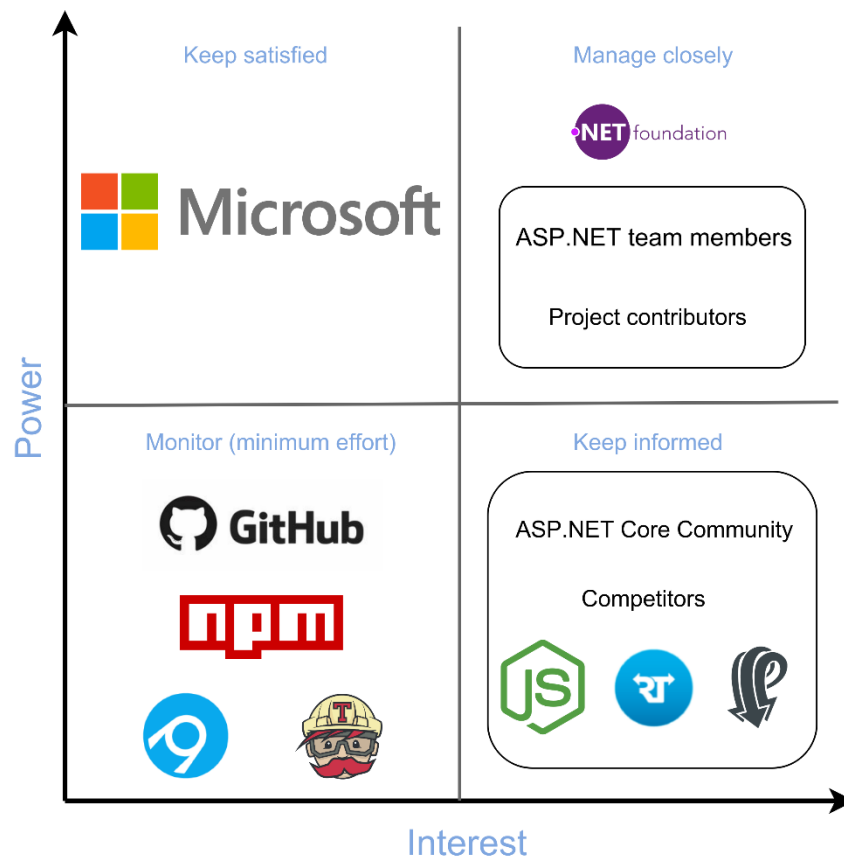 Keep satisfied
Manage closely
.NET foundation
Microsoft
ASP.NET team members
Project contributors
Power
Monitor (minimum effort)
Keep informed
GitHub
ASP.NET Core Community
npm
Competitors
JS
RT
T
Interest